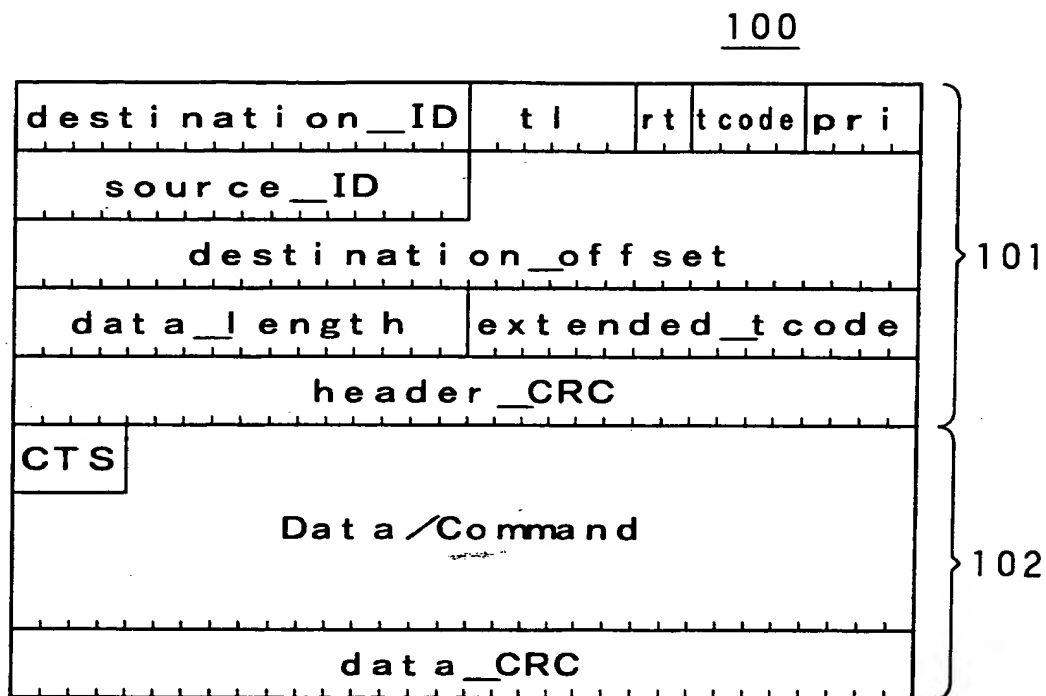 100
destination_ID tl rt tcode pri
source_ID
destination_offset
101
data_length extended_tcode
header_CRC
CTS
Data/Command
102
data_CRC